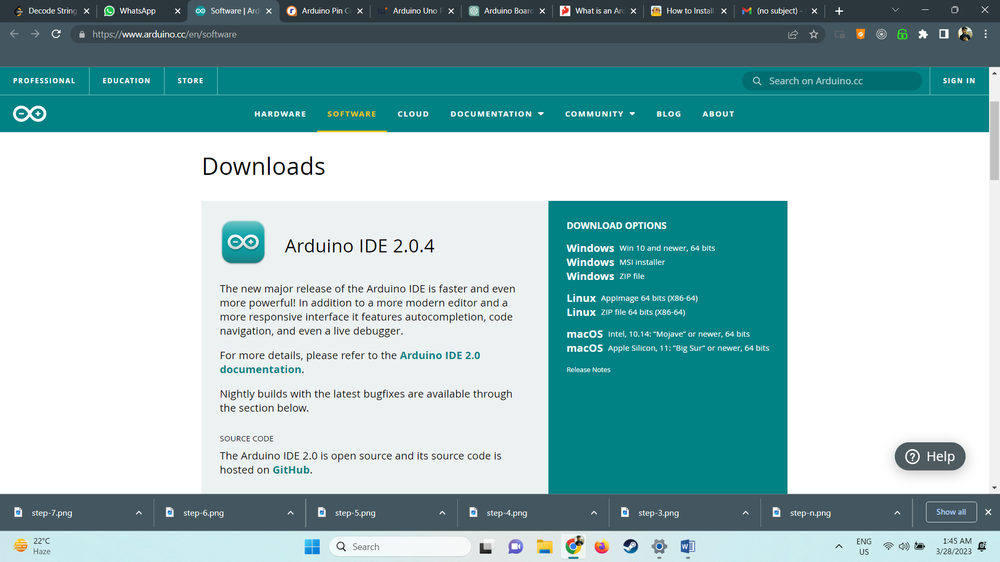 Decode String
WhatsApp
Software | Ard
Arduino Pin Co
Arduino Uno P
Arduino Board
What is an Ard
How to Install
(no subject) -
https://www.arduino.cc/en/software
PROFESSIONAL
EDUCATION
STORE
Search on Arduino.cc
SIGN IN
HARDWARE
SOFTWARE
CLOUD
DOCUMENTATION
COMMUNITY
BLOG
ABOUT
Downloads
Arduino IDE 2.0.4
The new major release of the Arduino IDE is faster and even
more powerful! In addition to a more modern editor and a
more responsive interface it features autocompletion, code
navigation, and even a live debugger.
For more details, please refer to the Arduino IDE 2.0
documentation.
Nightly builds with the latest bugfixes are available through
the section below.
SOURCE CODE
The Arduino IDE 2.0 is open source and its source code is
hosted on GitHub.
DOWNLOAD OPTIONS
Windows Win 10 and newer, 64 bits
Windows MSI installer
Windows ZIP file
Linux AppImage 64 bits (X86-64)
Linux ZIP file 64 bits (X86-64)
macOS Intel, 10.14: “Mojave” or newer, 64 bits
macOS Apple Silicon, 11: “Big Sur” or newer, 64 bits
Release Notes
Help
step-7.png
step-6.png
step-5.png
step-4.png
step-3.png
step-n.png
Show all
22°C
Haze
Search
ENG
US
1:45 AM
3/28/2023